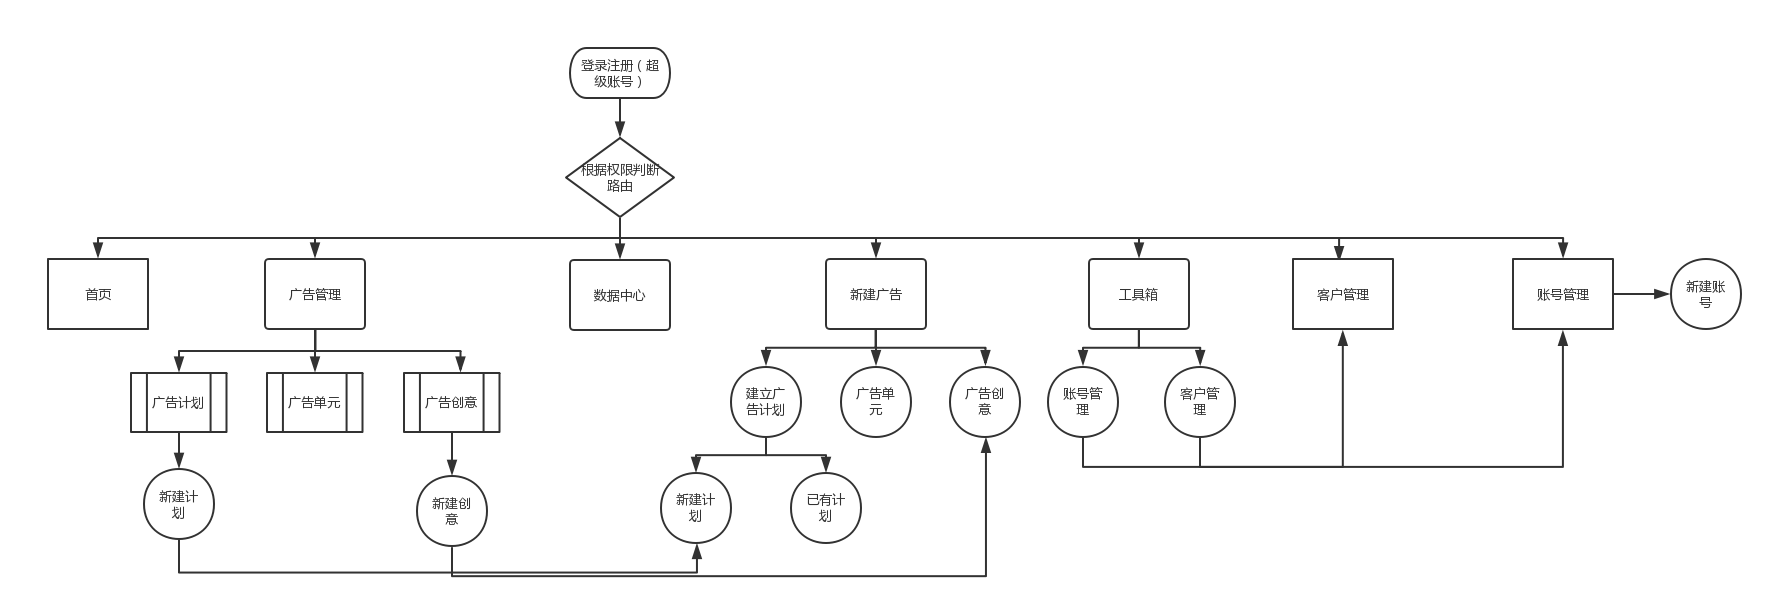 登录注册（超
级账号）
根据权限判断
路由
首页
广告管理
数据中心
新建广告
工具箱
客户管理
账号管理
新建账
号
广告计划
广告单元
广告创意
建立广
告计划
广告单
元
广告创
意
账号管
理
客户管
理
新建计
划
新建创
意
新建计
划
已有计
划